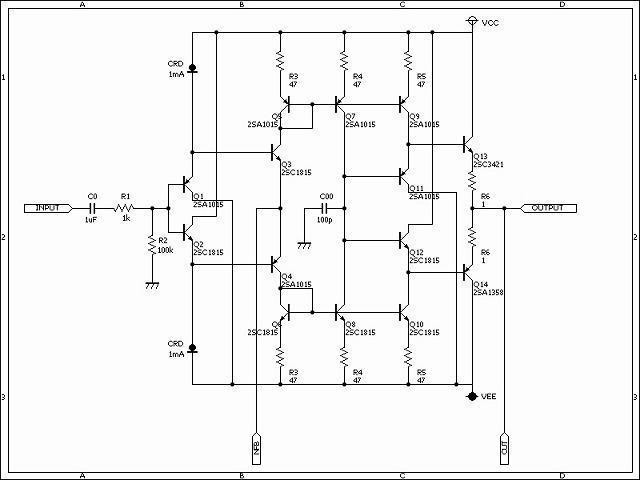 A B C D
VCC
CRD
1mA
1 1
R3
47
R4
47
R5
47
Q5
2SA1015
Q7
2SA1015
Q9
2SA1015
Q3
2SC1815
Q13
2SC3421
Q1
2SA1015
Q11
2SA1015
C0
1uF
R1
1k
R6
1
INPUT
C00
100p
OUTPUT
2 2
R2
100k
Q2
2SC1815
Q12
2SC1815
R6
1
Q4
2SA1015
Q14
2SA1358
Q6
2SC1815
Q8
2SC1815
Q10
2SC1815
CRD
1mA
R3
47
R4
47
R5
47
3 3
VEE
NFB
A B C D